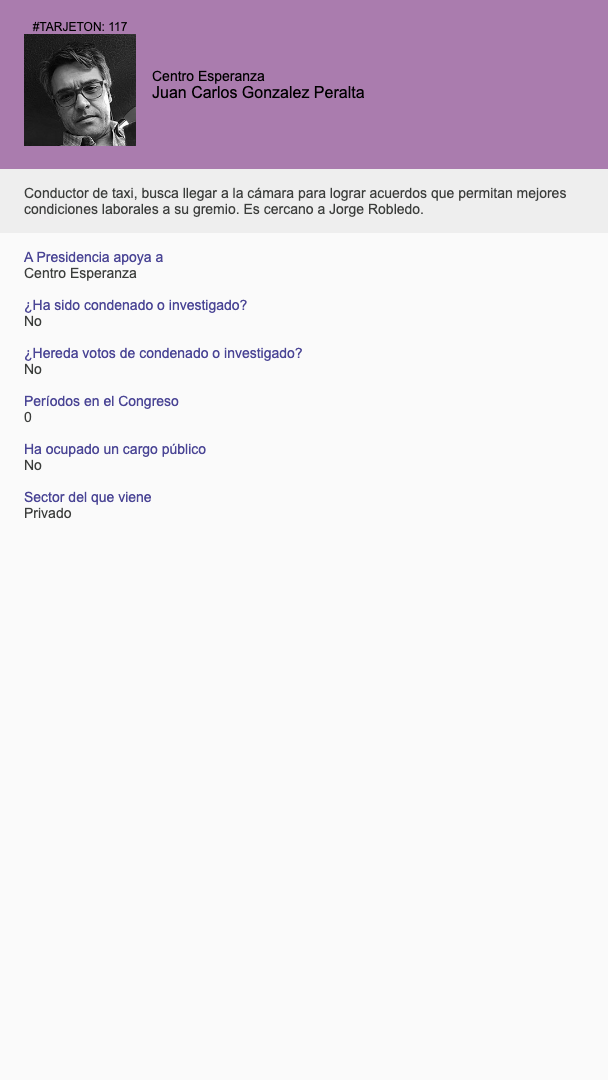 #TARJETON: 117
Centro Esperanza
Juan Carlos Gonzalez Peralta
Conductor de taxi, busca llegar a la cámara para lograr acuerdos que permitan mejores
condiciones laborales a su gremio. Es cercano a Jorge Robledo.
A Presidencia apoya a
Centro Esperanza
¿Ha sido condenado o investigado?
No
¿Hereda votos de condenado o investigado?
No
Períodos en el Congreso
0
Ha ocupado un cargo público
No
Sector del que viene
Privado